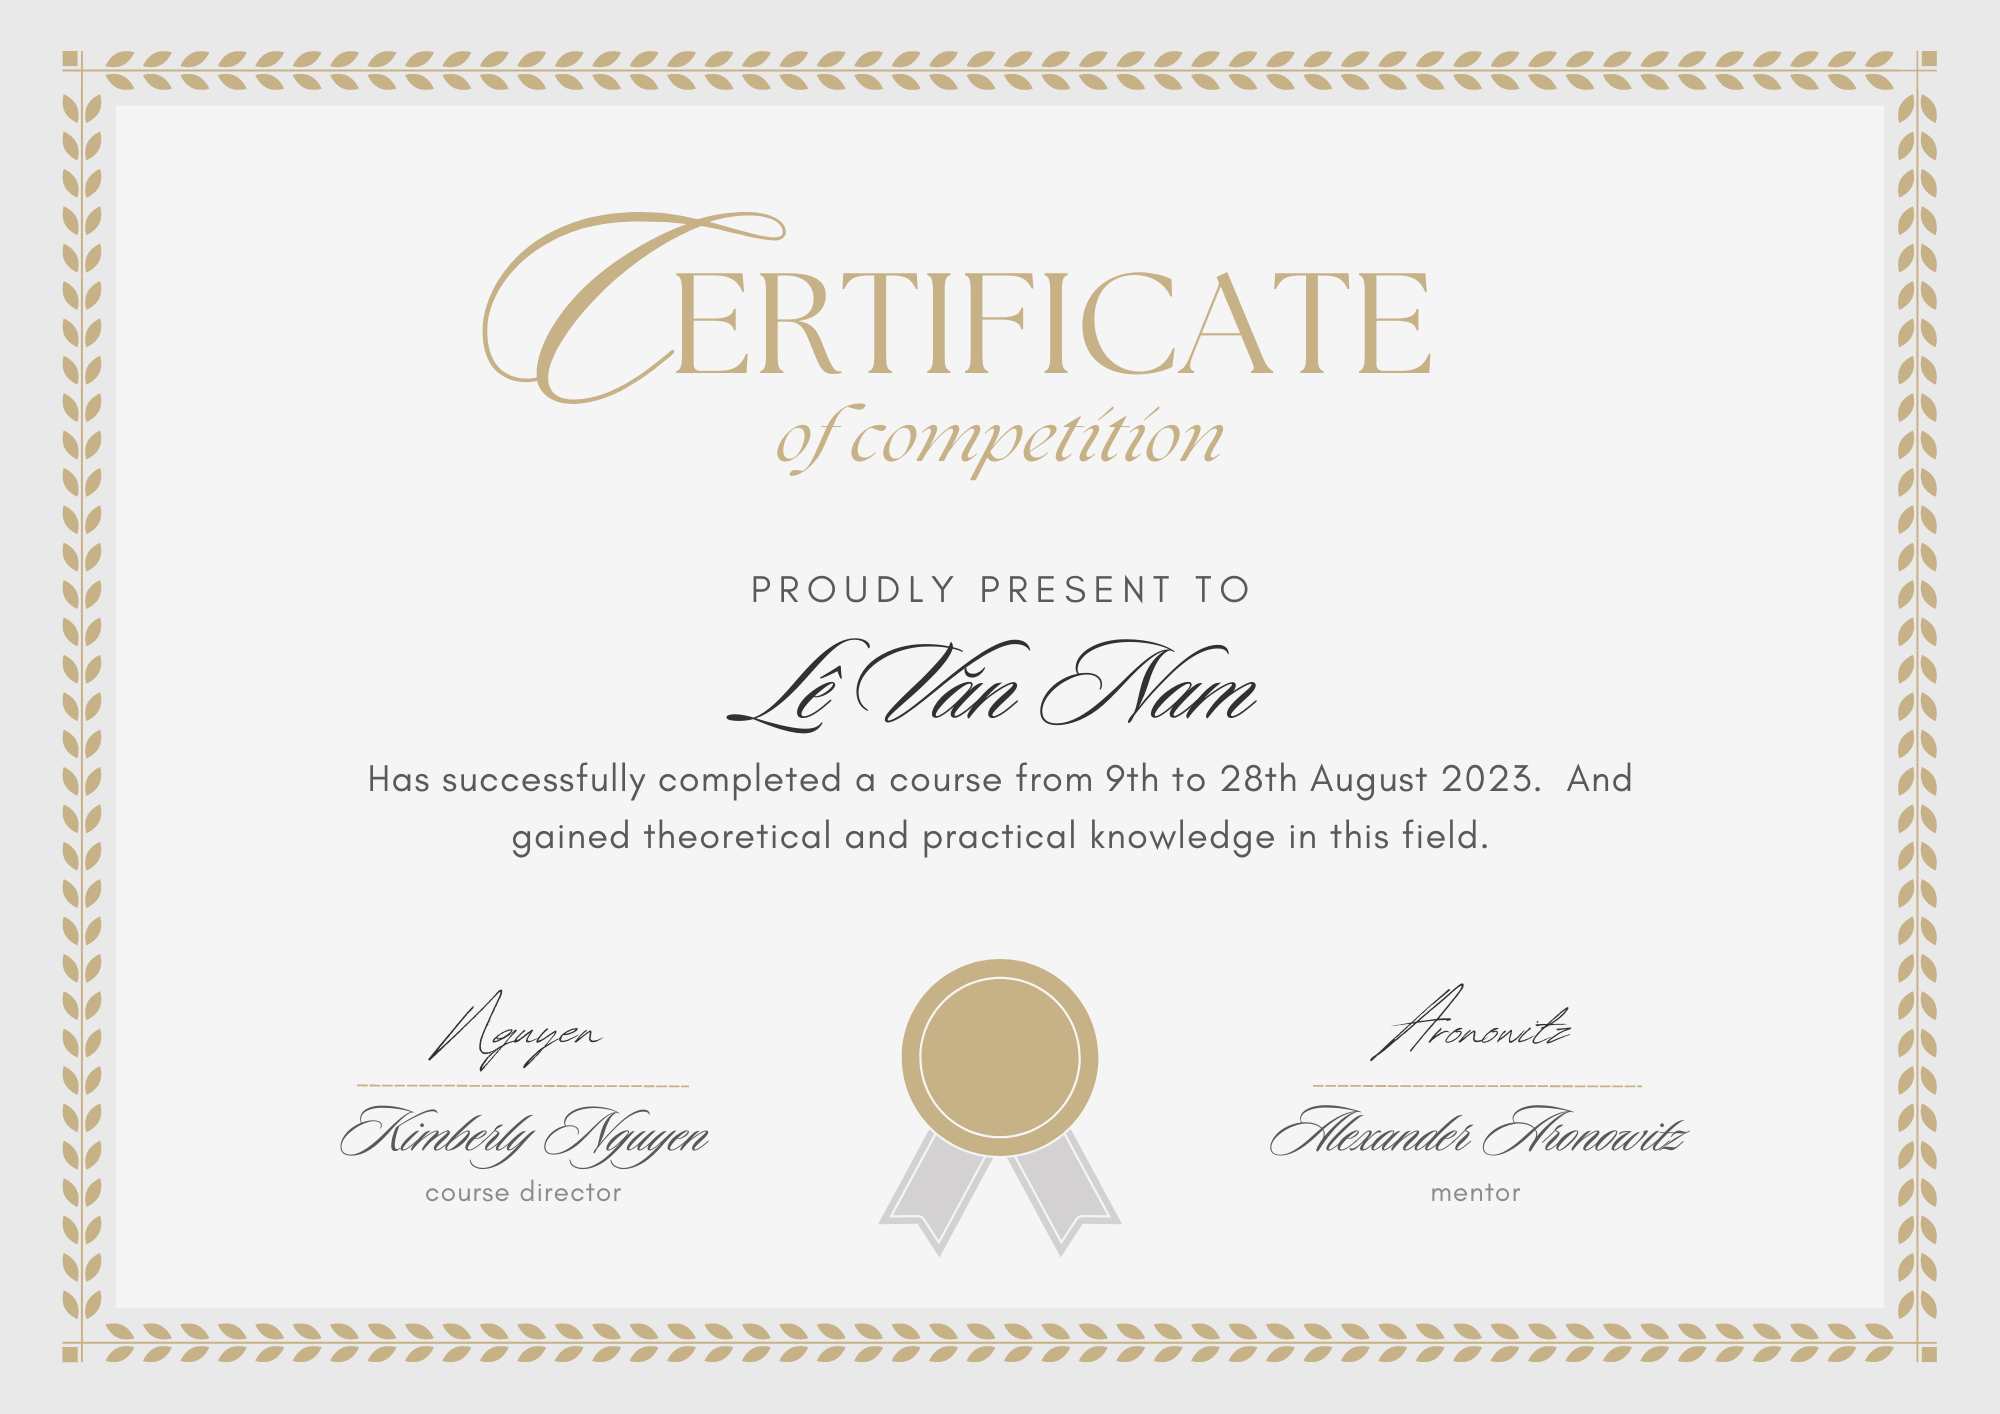 CERTIFICATE
of competition
PROUDLY PRESENT TO
Lê Văn Nam
Has successfully completed a course from 9th to 28th August 2023. And
gained theoretical and practical knowledge in this field.
Nguyen
Aronowitz
Kimberly Nguyen
Alexander Aronowitz
course director
mentor